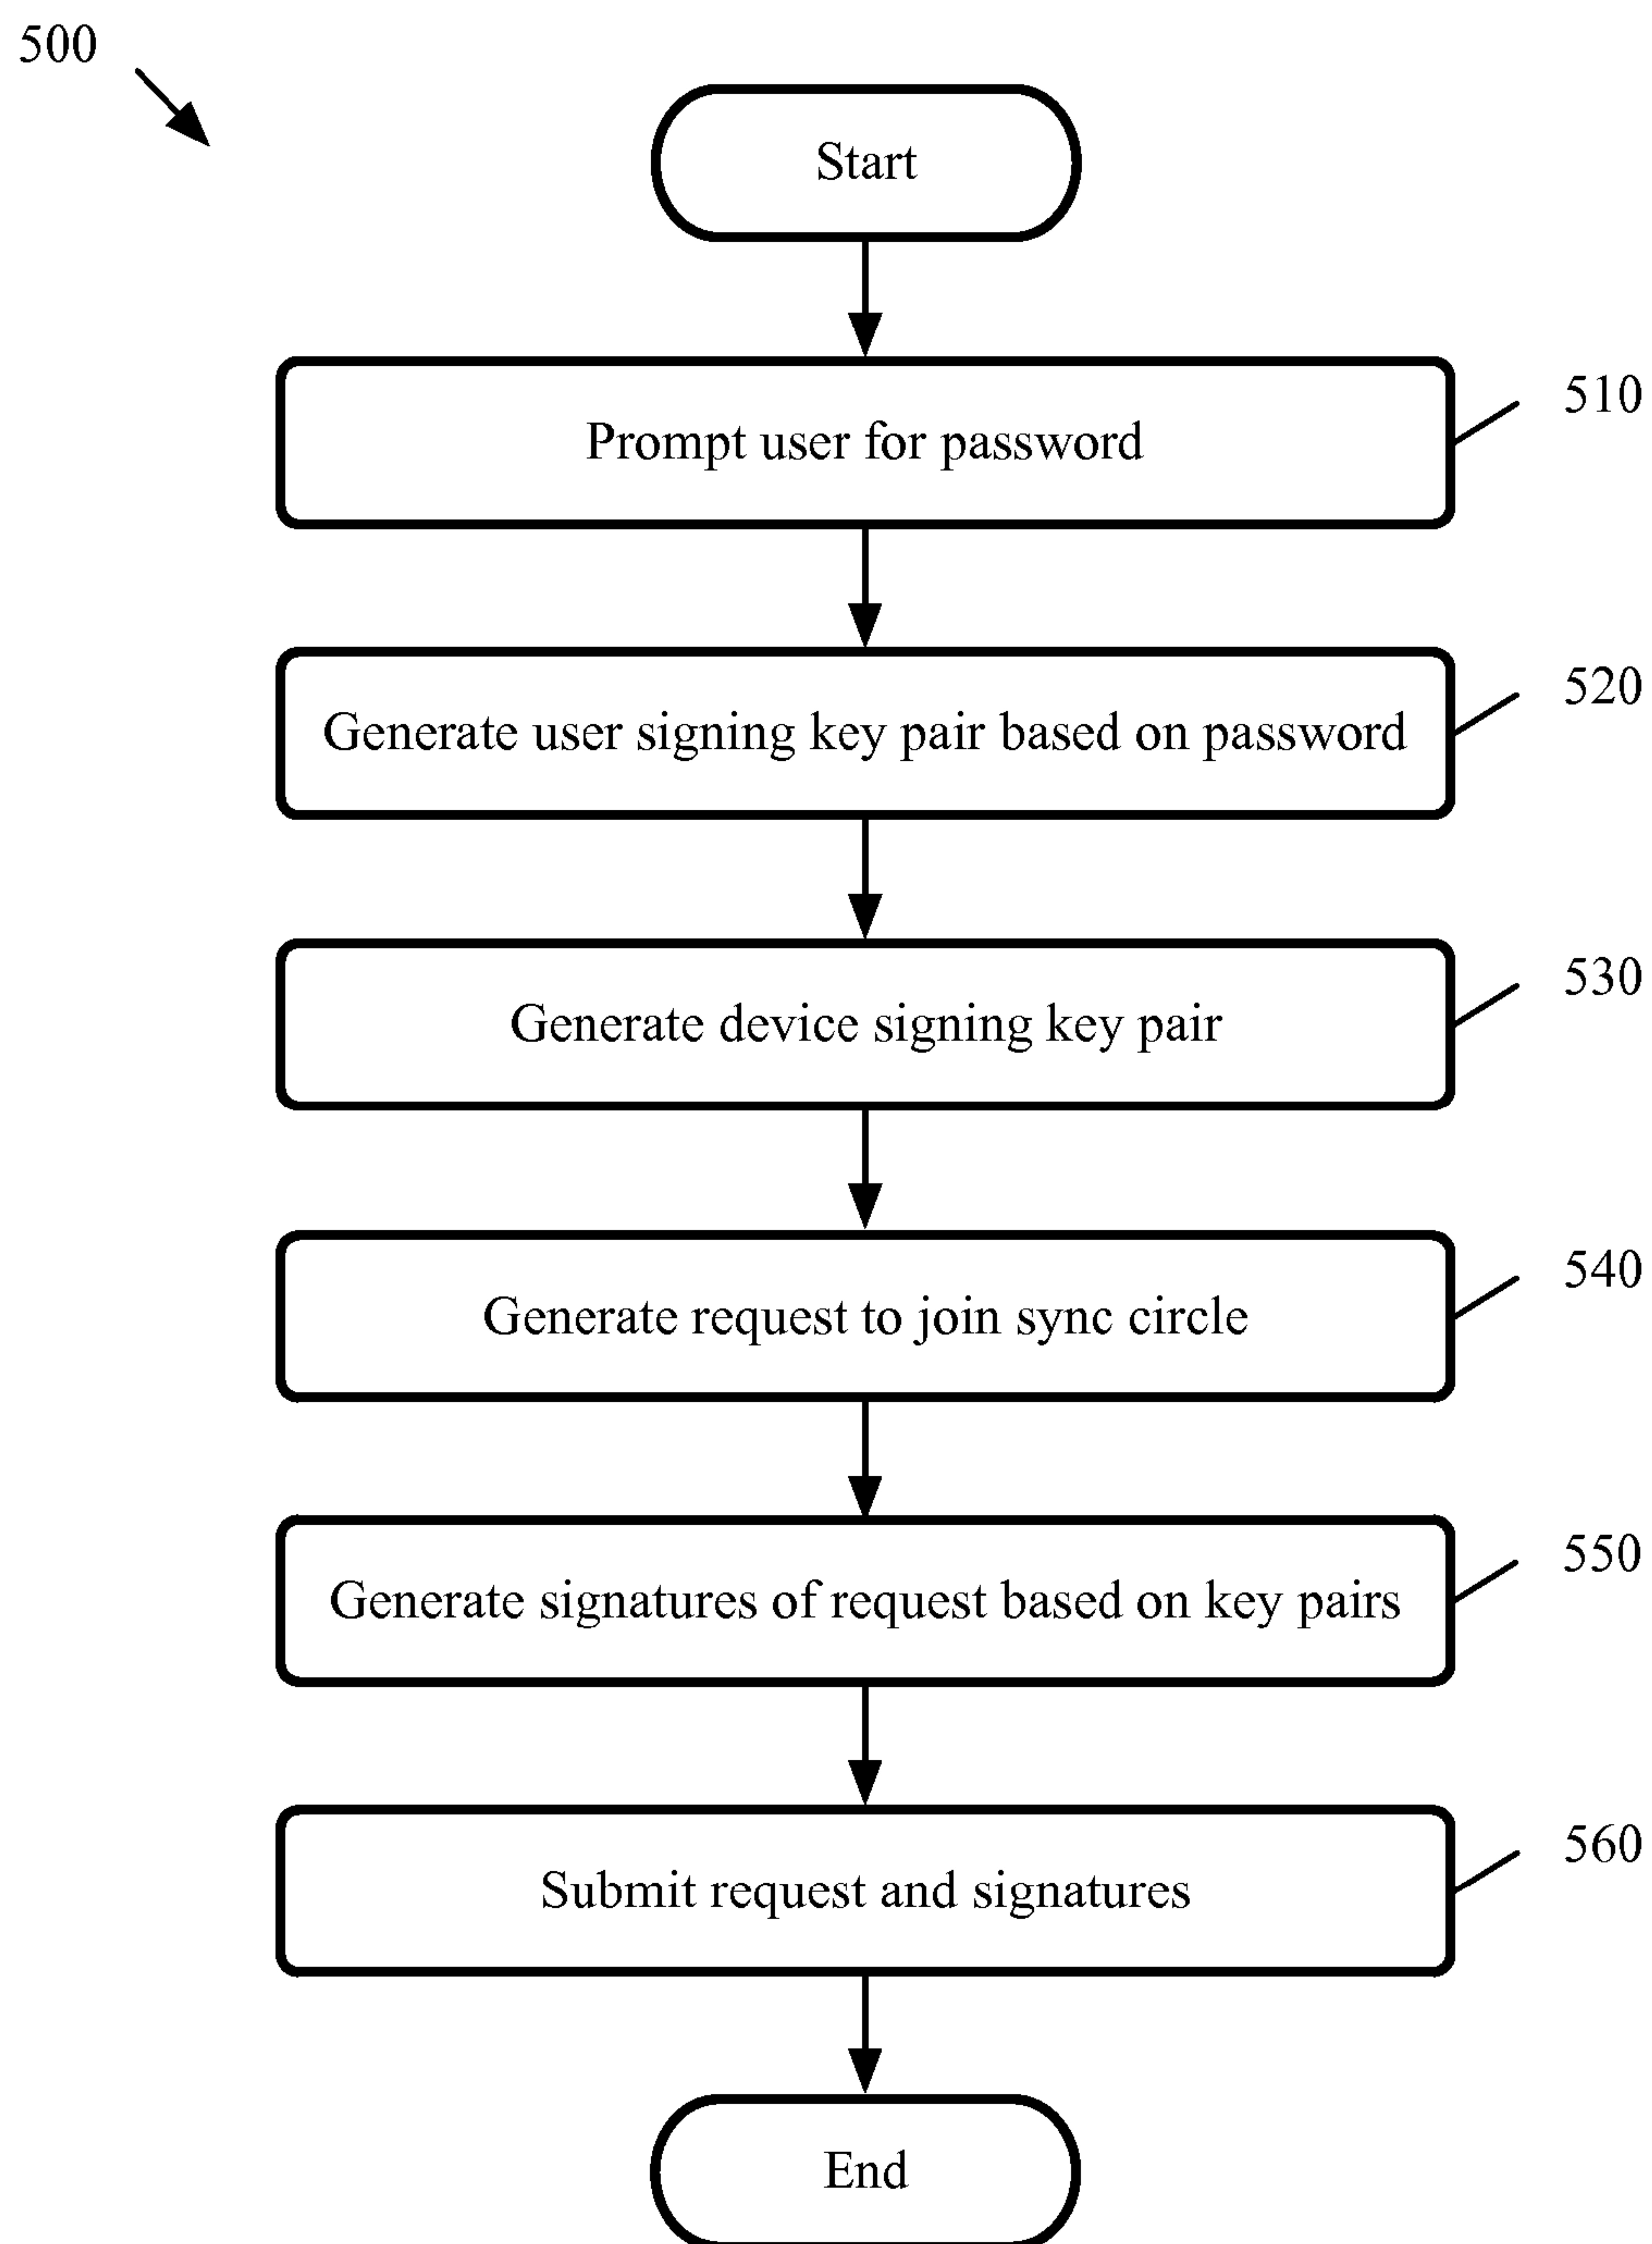 500
Start
Prompt user for password
510
Generate user signing key pair based on password
520
Generate device signing key pair
530
Generate request to join sync circle
540
Generate signatures of request based on key pairs
550
Submit request and signatures
560
End